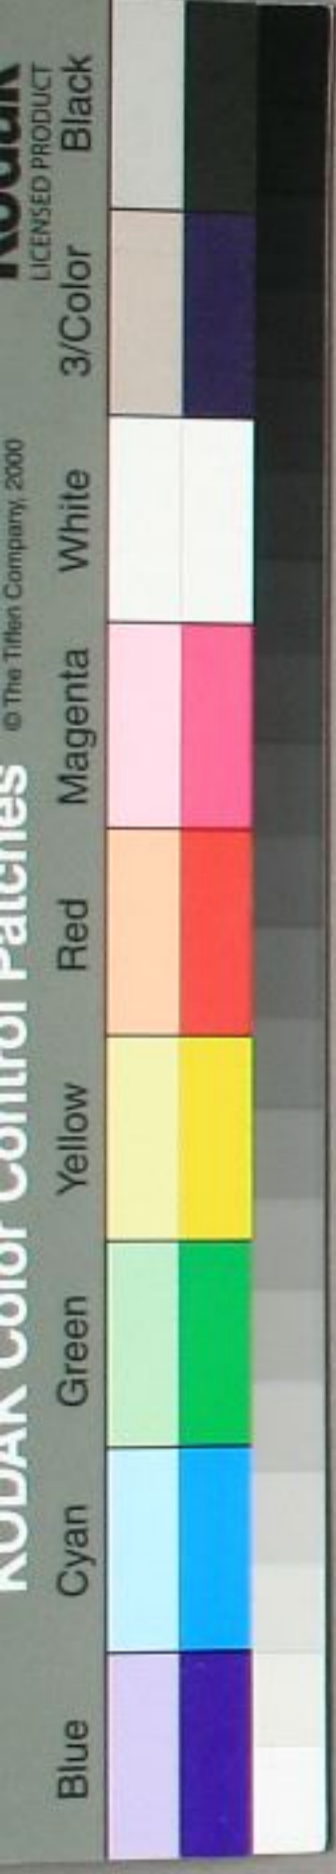 Kodak
LICENSED PRODUCT
KODAK Color Control Patches © The Tiffen Company, 2000
Blue Cyan Green Yellow Red Magenta White 3/Color Black